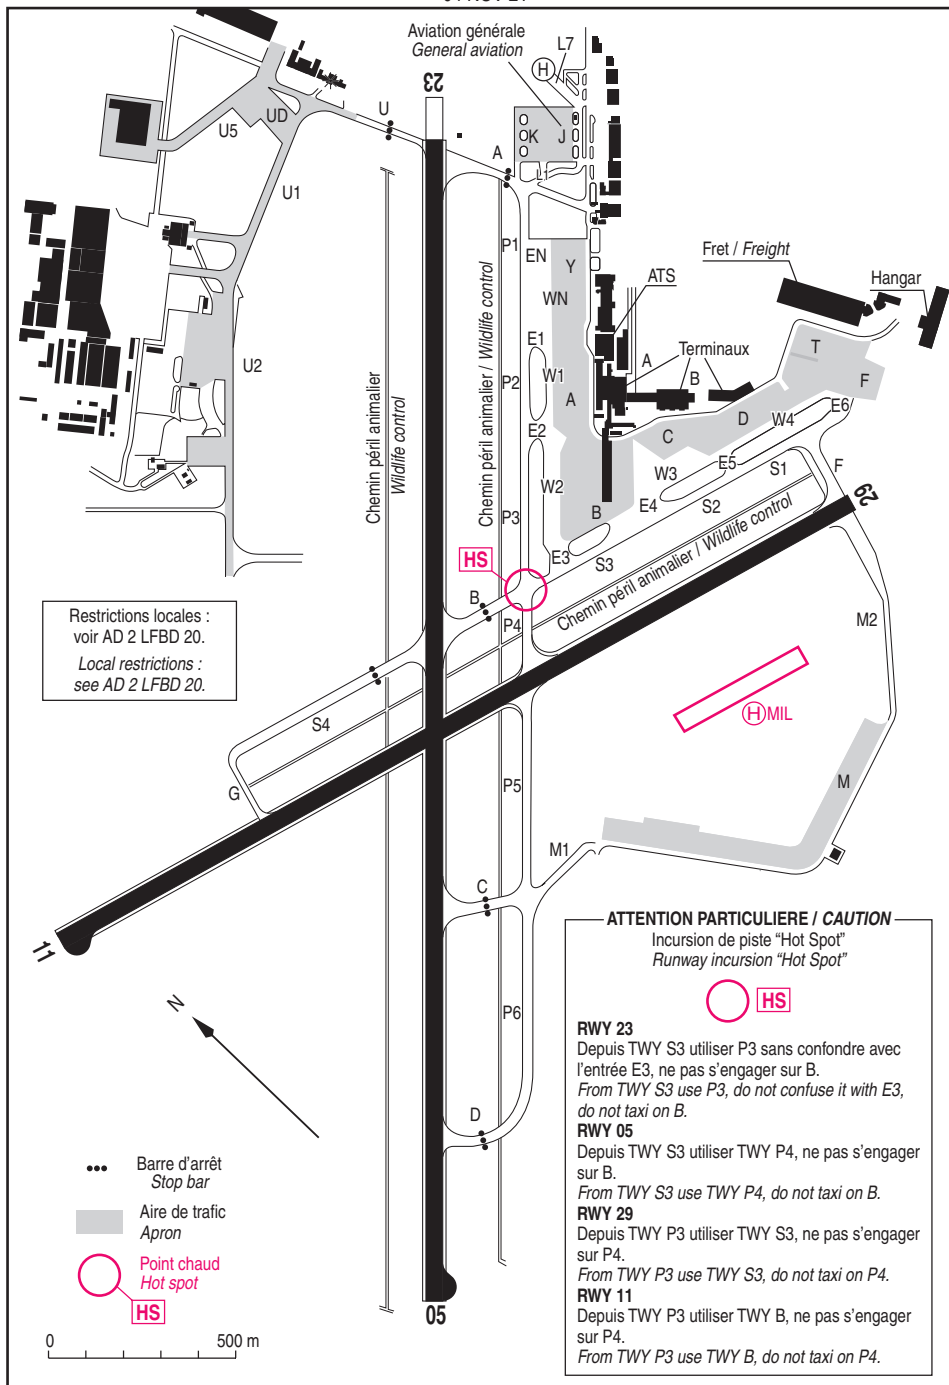 Aviation générale
General aviation
L7
H
23
U
K
J
A
L1
UD
U5
U1
P1
EN
Y
WN
ATS
Fret / Freight
Hangar
Terminaux
A
B
T
F
E1
W1
P2
A
U2
Chemin péril animalier
Wildlife control
Chemin péril animalier / Wildlife control
E2
W2
P3
C
D
W4
E6
E5
W3
E4
S1
S2
F
29
B
E3
S3
Chemin péril animalier / Wildlife control
HS
B
P4
M2
Restrictions locales :
voir AD 2 LFBD 20.
Local restrictions :
see AD 2 LFBD 20.
S4
H MIL
G
P5
M
M1
C
11
N
P6
D
05
Barre d'arrêt
Stop bar
Aire de trafic
Apron
Point chaud
Hot spot
HS
0 500 m
ATTENTION PARTICULIERE / CAUTION
Incursion de piste “Hot Spot”
Runway incursion “Hot Spot”
HS
RWY 23
Depuis TWY S3 utiliser P3 sans confondre avec
l'entrée E3, ne pas s'engager sur B.
From TWY S3 use P3, do not confuse it with E3,
do not taxi on B.
RWY 05
Depuis TWY S3 utiliser TWY P4, ne pas s'engager
sur B.
From TWY S3 use TWY P4, do not taxi on B.
RWY 29
Depuis TWY P3 utiliser TWY S3, ne pas s'engager
sur P4.
From TWY P3 use TWY S3, do not taxi on P4.
RWY 11
Depuis TWY P3 utiliser TWY B, ne pas s'engager
sur P4.
From TWY P3 use TWY B, do not taxi on P4.